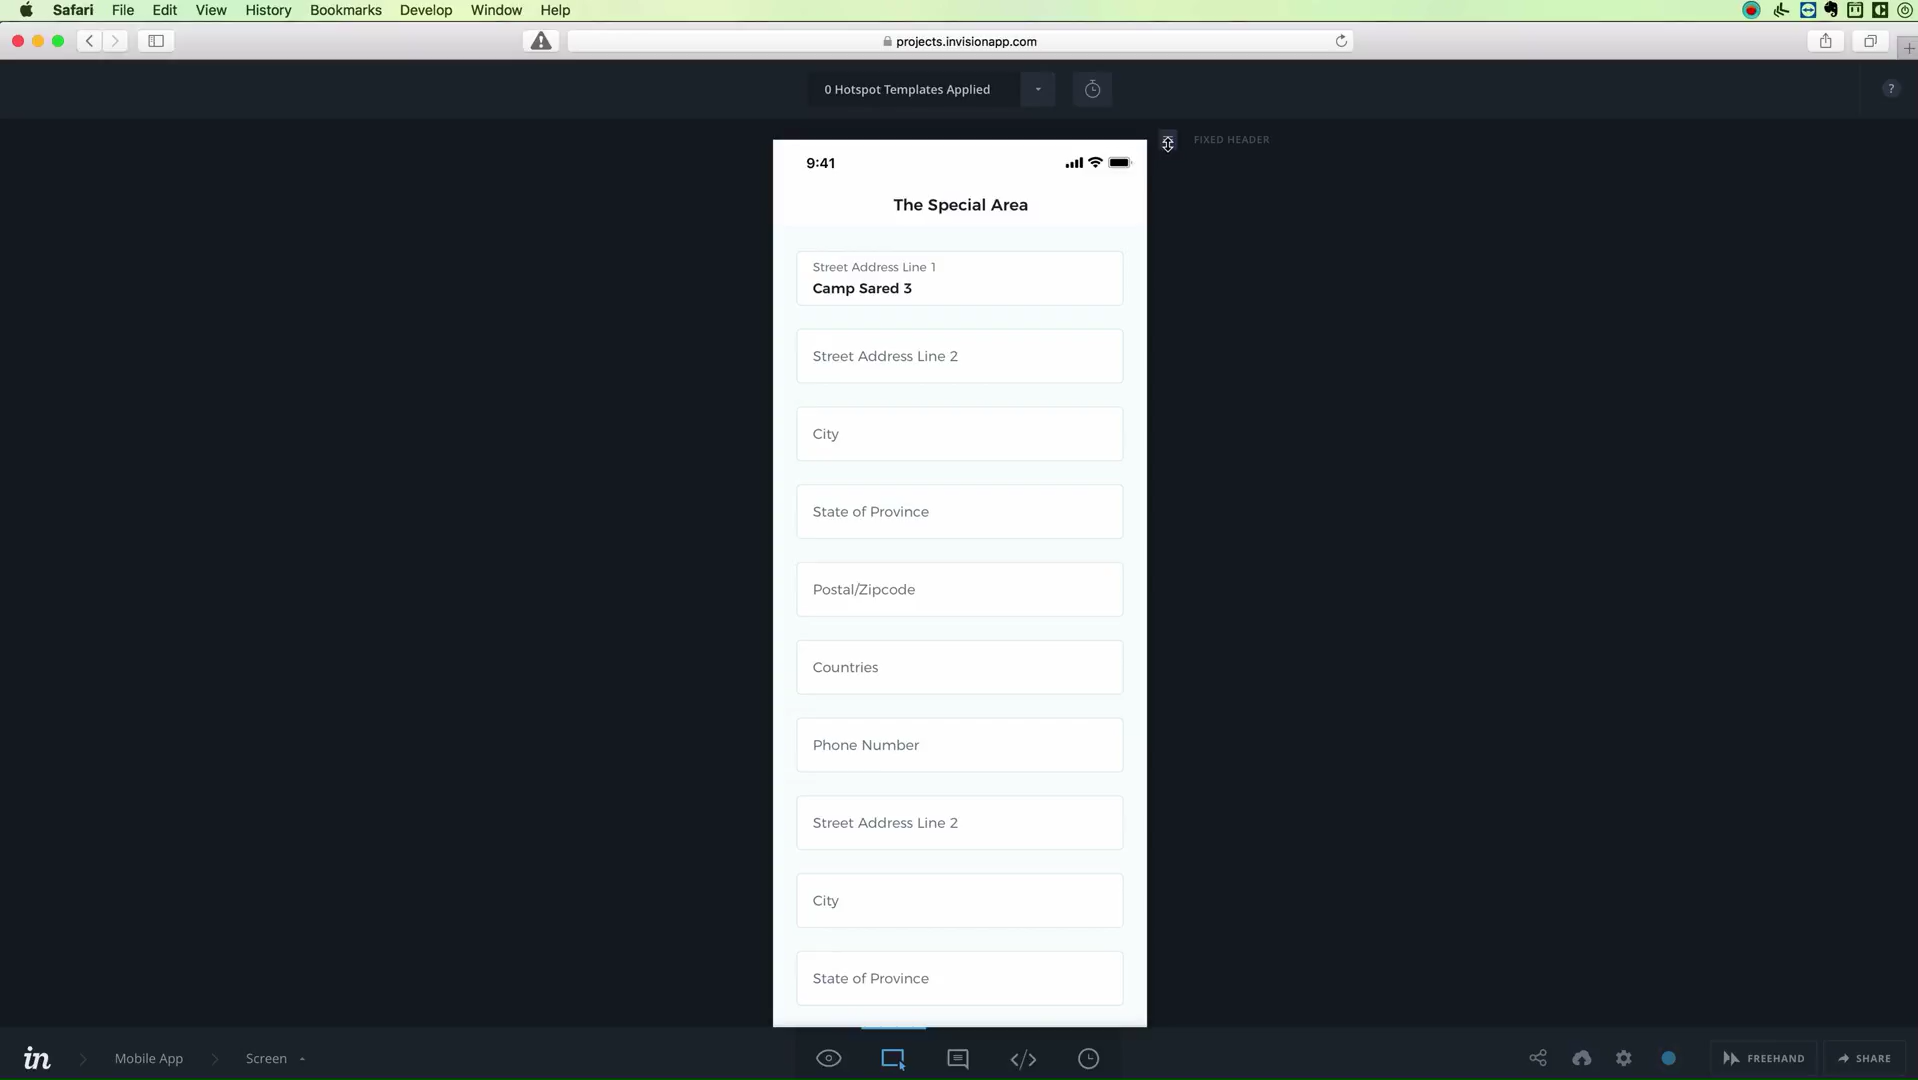 Safari File Edit View History Bookmarks Develop Window Help
projects.invisionapp.com
0 Hotspot Templates Applied
?
FIXED HEADER
9:41
The Special Area
Street Address Line 1
Camp Sared 3
Street Address Line 2
City
State of Province
Postal/Zipcode
Countries
Phone Number
Street Address Line 2
City
State of Province
in Mobile App Screen
FREEHAND SHARE